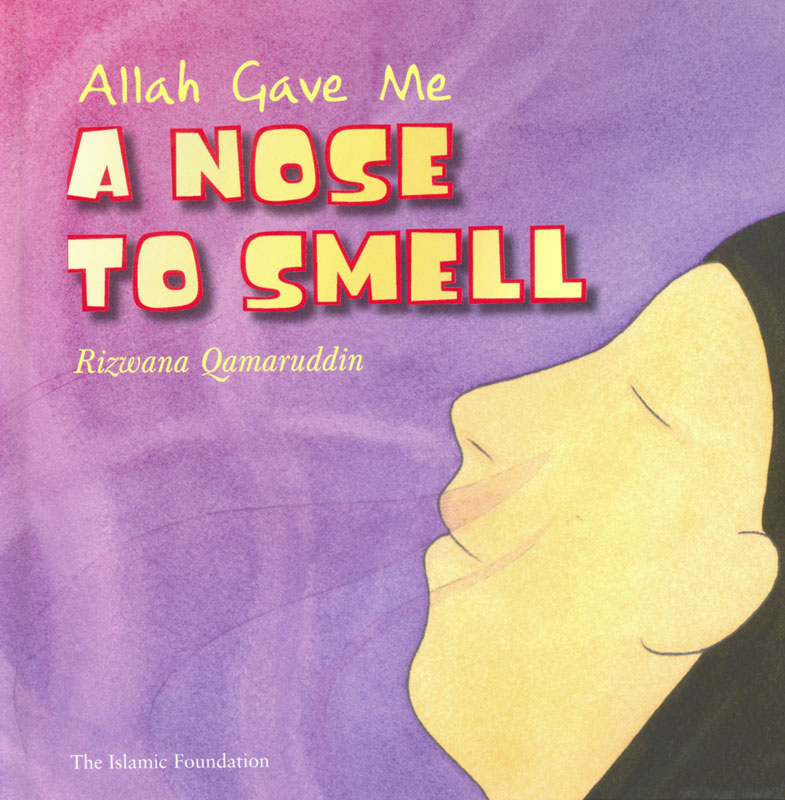 Allah Gave Me
A NOSE
TO SMELL
Rizwana Qamaruddin
The Islamic Foundation